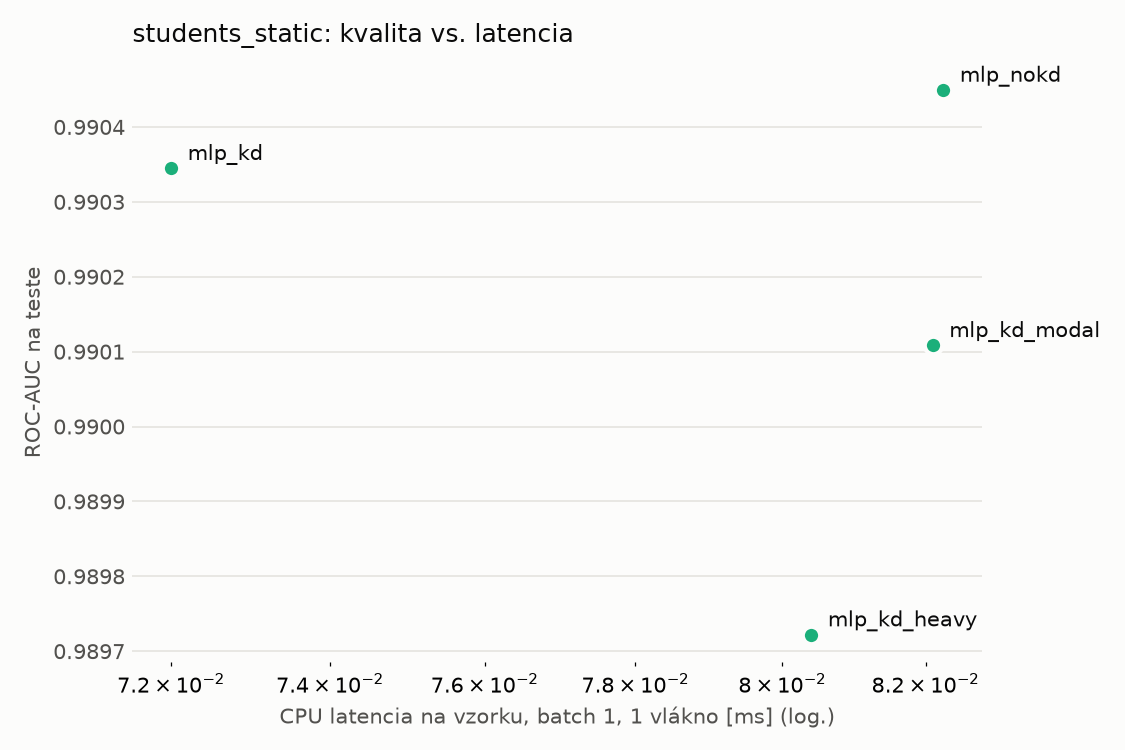 students_static: kvalita vs. latencia
mlp_nokd
mlp_kd
mlp_kd_modal
mlp_kd_heavy
ROC-AUC na teste
0.9904
0.9903
0.9902
0.9901
0.9900
0.9899
0.9898
0.9897
7.2 × 10⁻² 7.4 × 10⁻² 7.6 × 10⁻² 7.8 × 10⁻² 8 × 10⁻² 8.2 × 10⁻²
CPU latencia na vzorku, batch 1, 1 vlákno [ms] (log.)